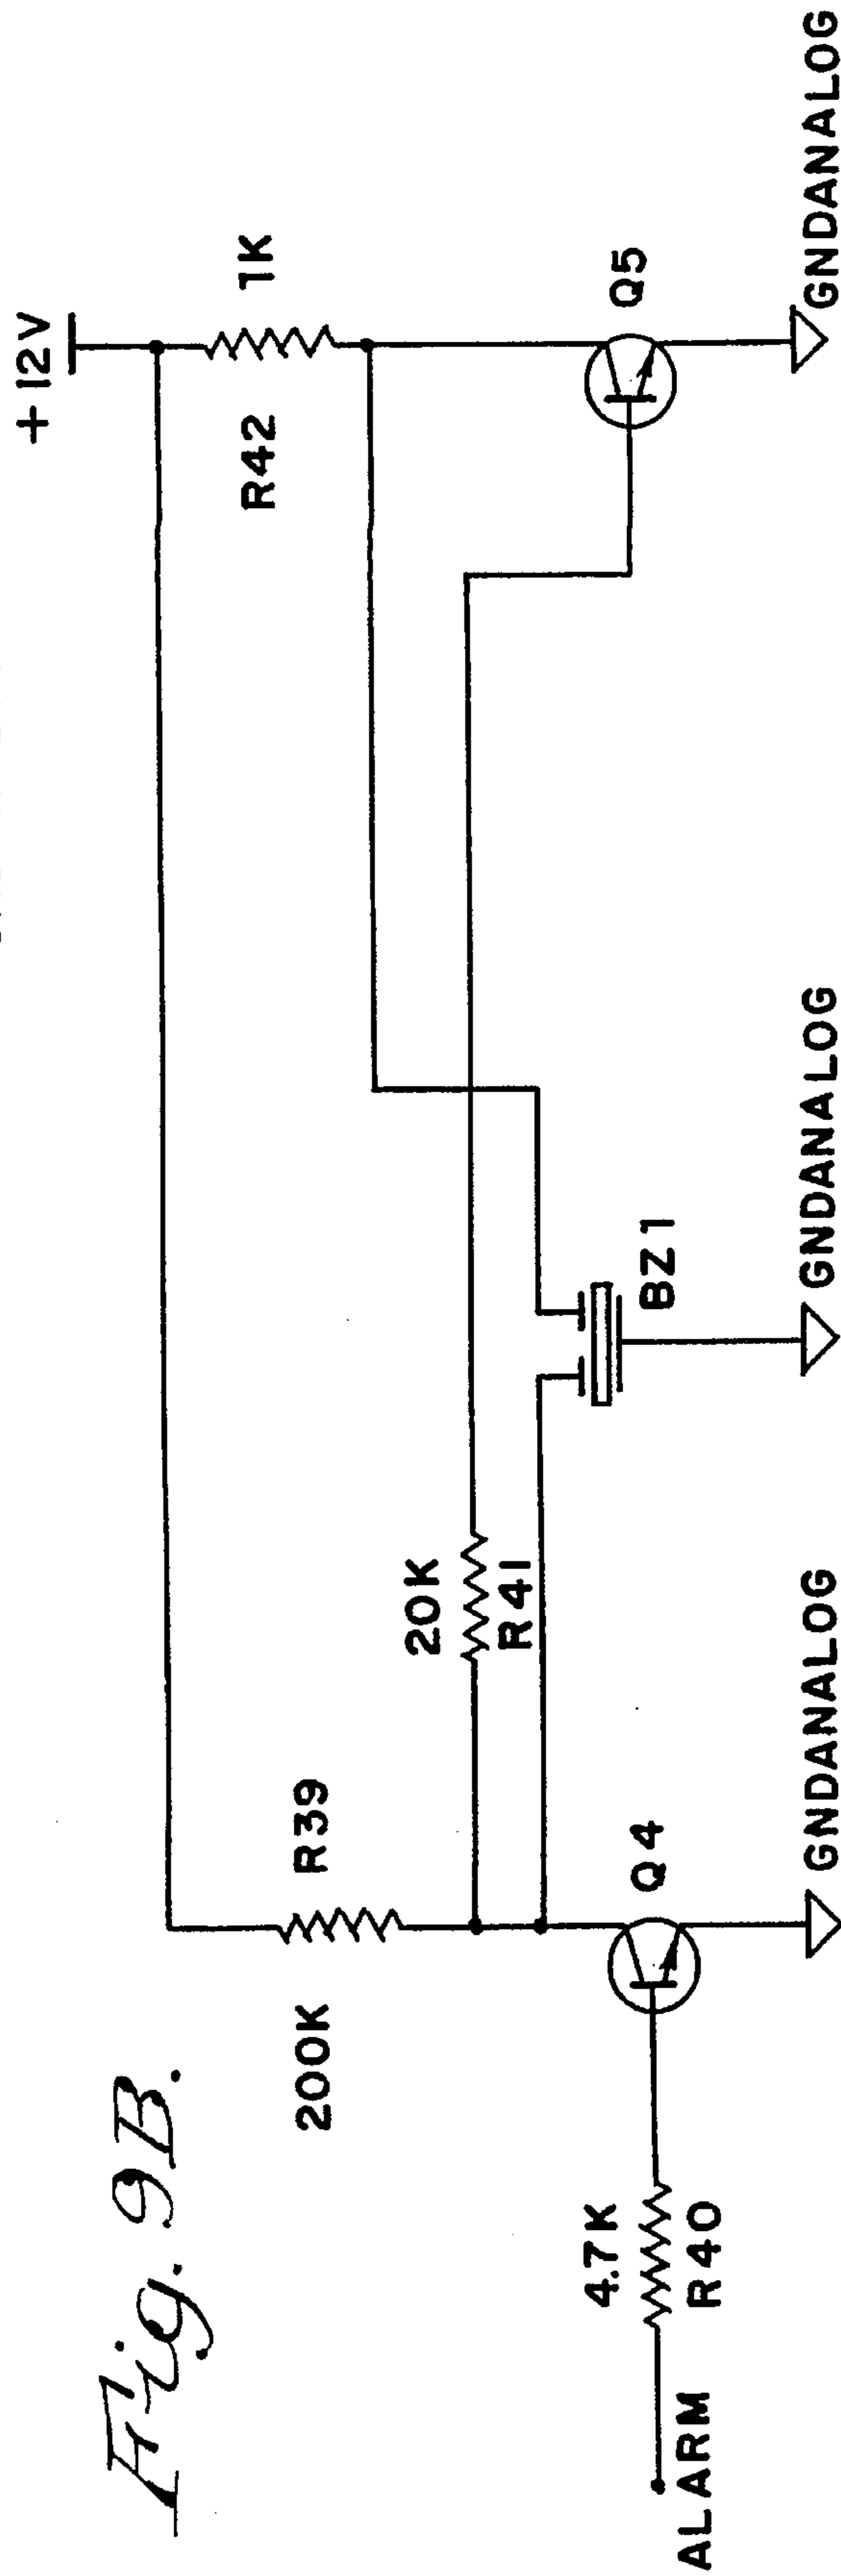 Fig. 9B.
+12V
R42
1K
200K
R39
20K
R41
Q5
BZ1
Q4
4.7K
R40
ALARM
GNDANALOG
GNDANALOG
GNDANALOG